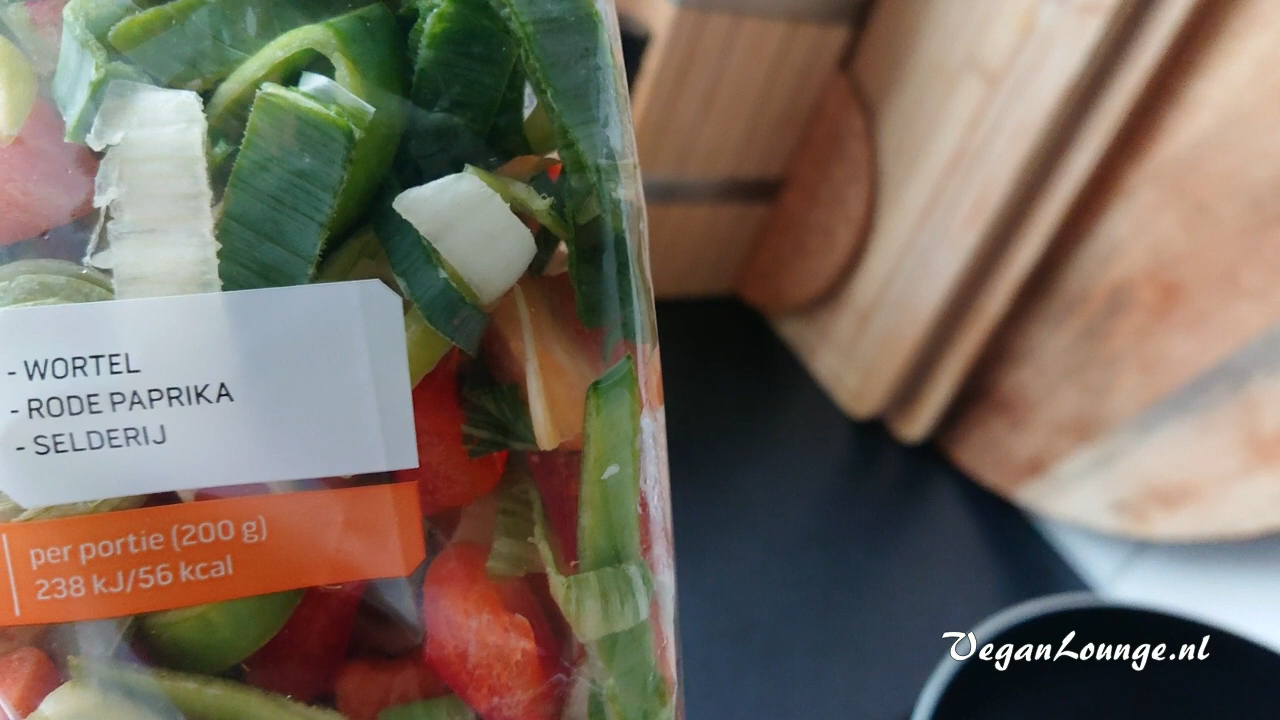 - WORTEL
- RODE PAPRIKA
- SELDERIJ
per portie (200 g)
238 kJ/56 kcal
VeganLounge.nl